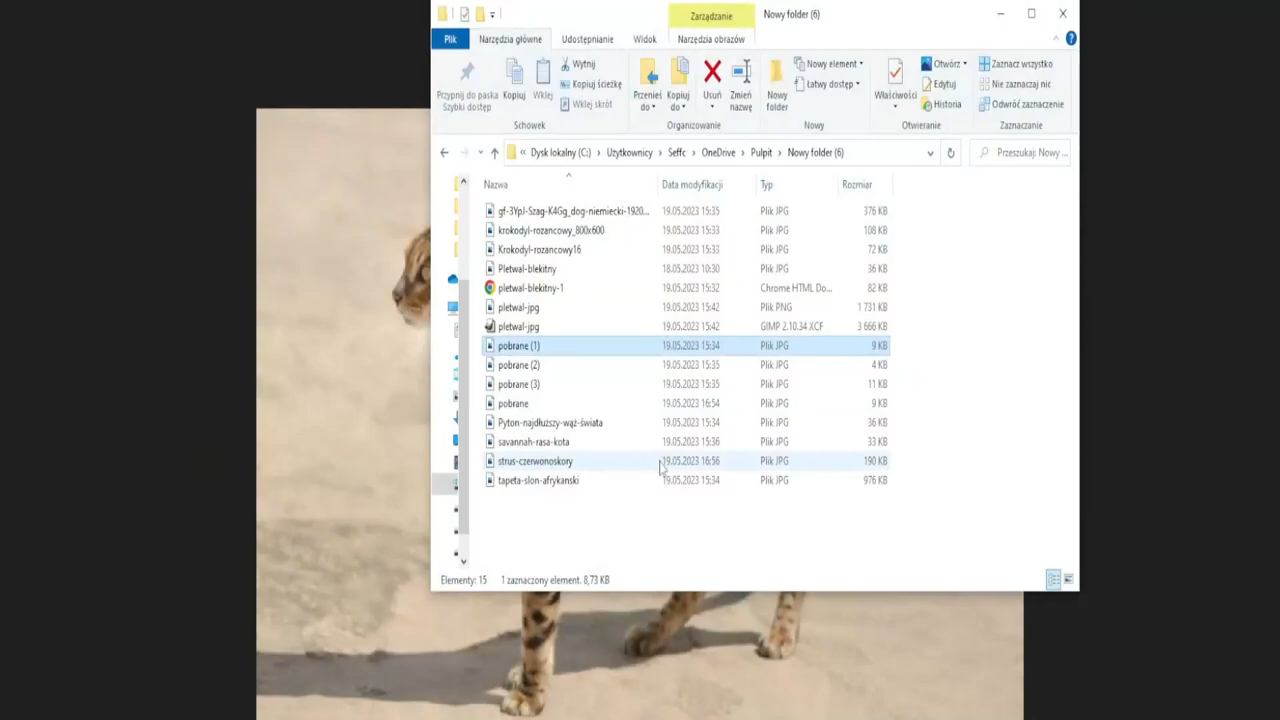 Zarządzanie Nowy folder (6)
Plik Narzędzia główne Udostępnianie Widok Narzędzia obrazów
Przypnij do paska Szybki dostęp
Kopiuj
Wklej
Wytnij
Kopiuj ścieżkę
Wklej skrót
Schowek
Przenieś do
Kopiuj do
Usuń
Zmień nazwę
Organizowanie
Nowy folder
Nowy element
Łatwy dostęp
Nowy
Właściwości
Otwórz
Edytuj
Historia
Otwieranie
Zaznacz wszystko
Nie zaznaczaj nic
Odwróć zaznaczenie
Zaznaczanie
« Dysk lokalny (C:) › Użytkownicy › Seffc › OneDrive › Pulpit › Nowy folder (6)
Przeszukaj: Nowy ...
Nazwa Data modyfikacji Typ Rozmiar
19.05.2023 15:35 Plik JPG 376 KB
krokodyl-rozancowy_800x600 19.05.2023 15:33 Plik JPG 108 KB
Krokodyl-rozancowy16 19.05.2023 15:33 Plik JPG 72 KB
Pletwal-blekitny 18.05.2023 10:30 Plik JPG 36 KB
pletwal-blekitny-1 19.05.2023 15:32 Chrome HTML Do... 82 KB
pletwal-jpg 19.05.2023 15:42 Plik PNG 1 731 KB
pletwal-jpg 19.05.2023 15:42 GIMP 2.10.34.XCF 3 666 KB
pobrane (1) 19.05.2023 15:34 Plik JPG 9 KB
pobrane (2) 19.05.2023 15:35 Plik JPG 4 KB
pobrane (3) 19.05.2023 15:35 Plik JPG 11 KB
pobrane 19.05.2023 16:54 Plik JPG 9 KB
Pyton-najdłuższy-wąż-świata 19.05.2023 15:34 Plik JPG 36 KB
savannah-rasa-kota 19.05.2023 15:36 Plik JPG 33 KB
strus-czerwonoskory 19.05.2023 16:56 Plik JPG 190 KB
tapeta-slon-afrykanski 19.05.2023 15:34 Plik JPG 976 KB
Elementy: 15 1 zaznaczony element. 8,73 KB